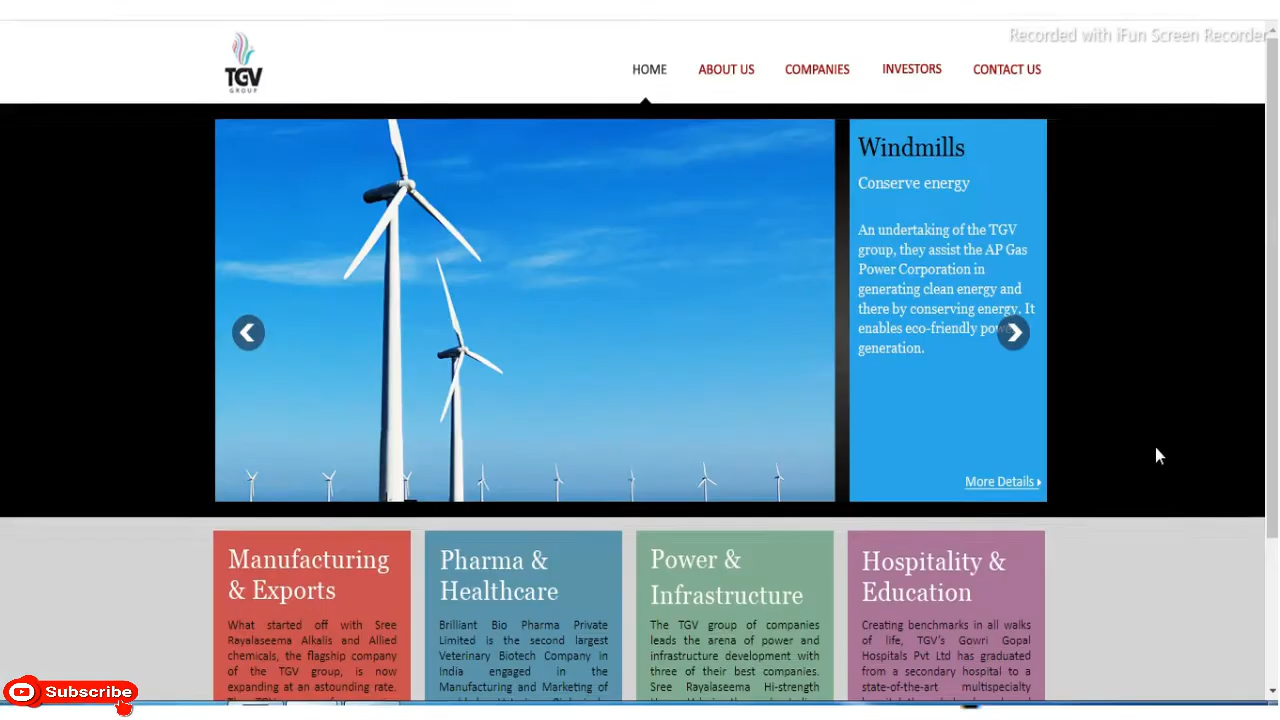 Recorded with iFun Screen Recorder
TGV
GROUP
HOME ABOUT US COMPANIES INVESTORS CONTACT US
Windmills
Conserve energy
An undertaking of the TGV
group, they assist the AP Gas
Power Corporation in
generating clean energy and
there by conserving energy. It
enables eco-friendly
generation.
More Details
Manufacturing
& Exports
What started off with Sree
Rayalaseema Alkalis and Allied
chemicals, the flagship company
of the TGV group, is now
expanding at an astounding rate.
Pharma &
Healthcare
Brilliant Bio Pharma Private
Limited is the second largest
Veterinary Biotech Company in
India engaged in the
Manufacturing and Marketing of
Power &
Infrastructure
The TGV group of companies
leads the arena of power and
infrastructure development with
three of their best companies.
Sree Rayalaseema Hi-strength
Hospitality &
Education
Creating benchmarks in all walks
of life, TGV's Gowri Gopal
Hospitals Pvt Ltd has graduated
from a secondary hospital to a
state-of-the-art multispecialty
Subscribe